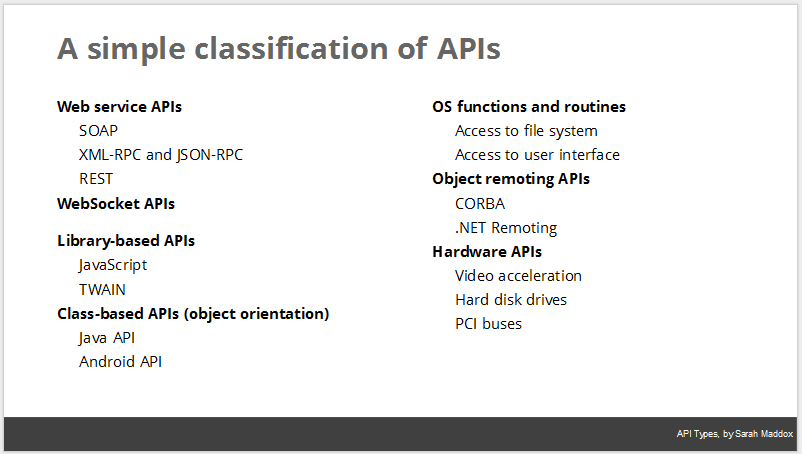 A simple classification of APIs
Web service APIs
SOAP
XML-RPC and JSON-RPC
REST
WebSocket APIs
Library-based APIs
JavaScript
TWAIN
Class-based APIs (object orientation)
Java API
Android API
OS functions and routines
Access to file system
Access to user interface
Object remoting APIs
CORBA
.NET Remoting
Hardware APIs
Video acceleration
Hard disk drives
PCI buses
API Types, by Sarah Maddox